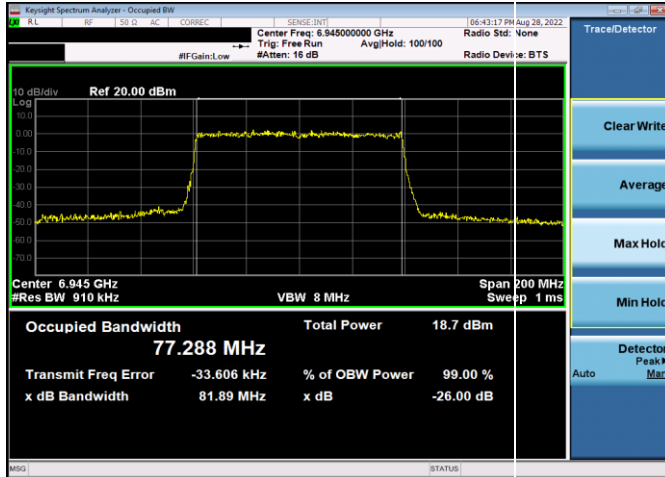 Keysight Spectrum Analyzer - Occupied BW
RL RF 50 Ω AC CORREC SENSE:INT 06:43:17 PM Aug 28, 2022
Center Freq: 6.945000000 GHz Radio Std: None
Trig: Free Run Avg|Hold: 100/100
#IFGain:Low #Atten: 16 dB Radio Device: BTS
Trace/Detector
10 dB/div Ref 20.00 dBm
Log
10.0
0.00
-10.0
-20.0
-30.0
-40.0
-50.0
-60.0
-70.0
Center 6.945 GHz Span 200 MHz
#Res BW 910 kHz VBW 8 MHz Sweep 1 ms
Occupied Bandwidth Total Power 18.7 dBm
77.288 MHz
Transmit Freq Error -33.606 kHz % of OBW Power 99.00 %
x dB Bandwidth 81.89 MHz x dB -26.00 dB
Clear Write
Average
Max Hold
Min Hold
Detector
Peak
Auto Man
MSG STATUS